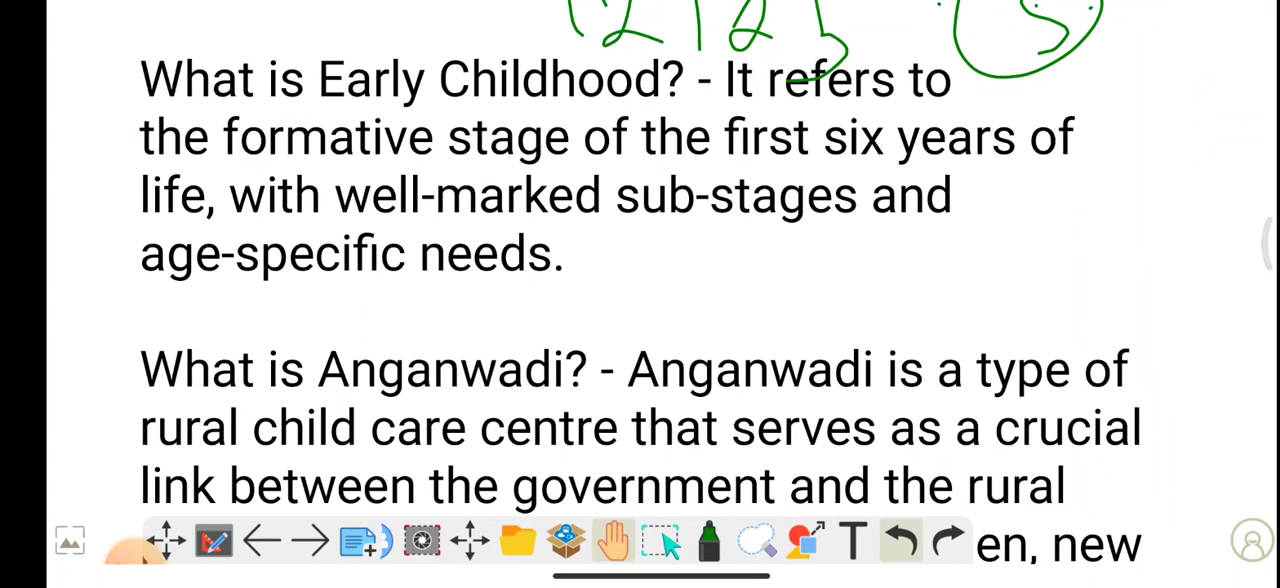 What is Early Childhood? - It refers to
the formative stage of the first six years of
life, with well-marked sub-stages and
age-specific needs.
What is Anganwadi? - Anganwadi is a type of
rural child care centre that serves as a crucial
link between the government and the rural
en, new
T